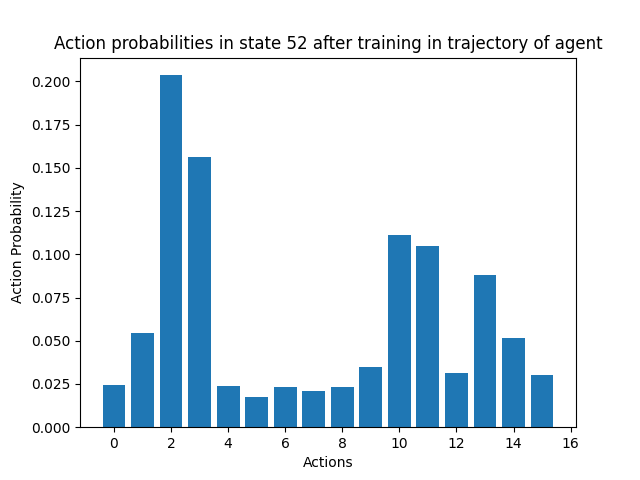 Action probabilities in state 52 after training in trajectory of agent
0.200
0.175
0.150
0.125
0.100
0.075
0.050
0.025
0.000
Action Probability
0 2 4 6 8 10 12 14 16
Actions